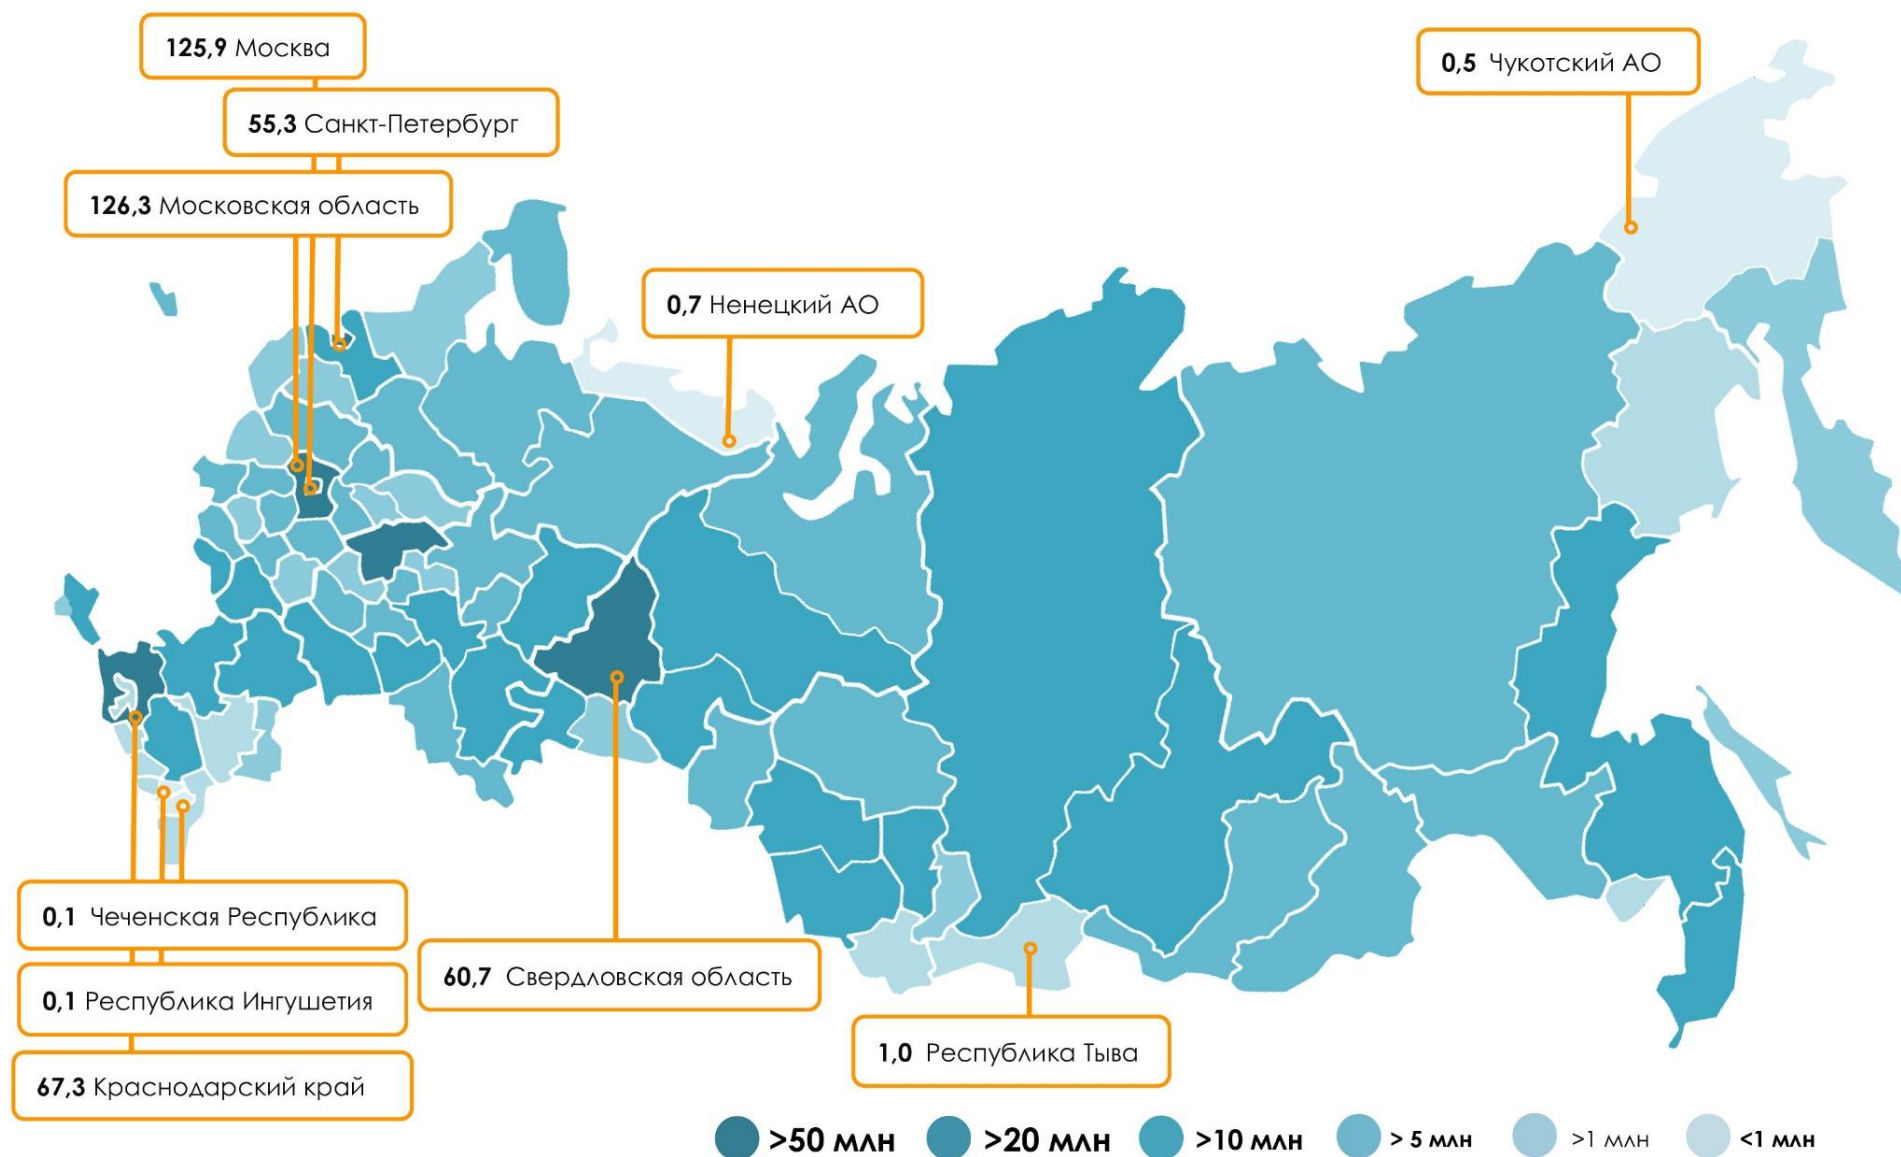 125,9 Москва
0,5 Чукотский АО
55,3 Санкт-Петербург
126,3 Московская область
0,7 Ненецкий АО
0,1 Чеченская Республика
60,7 Свердловская область
0,1 Республика Ингушетия
1,0 Республика Тыва
67,3 Краснодарский край
>50 млн >20 млн >10 млн > 5 млн >1 млн <1 млн